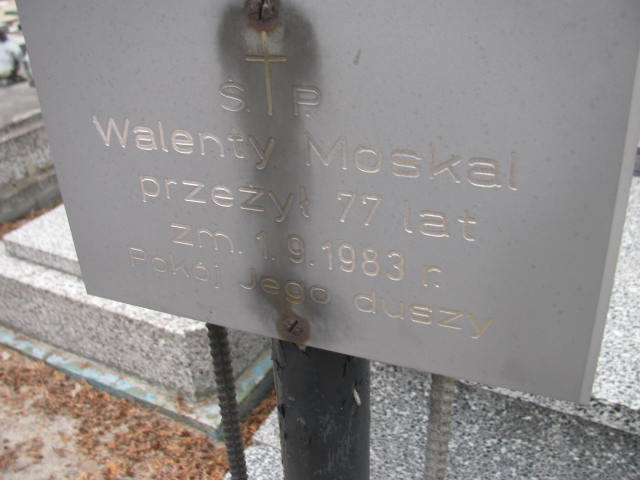 Ś. P.
Walenty Moskal
przeżył 77 lat
zm. 1.9.1983 r.
Pokój Jego duszy